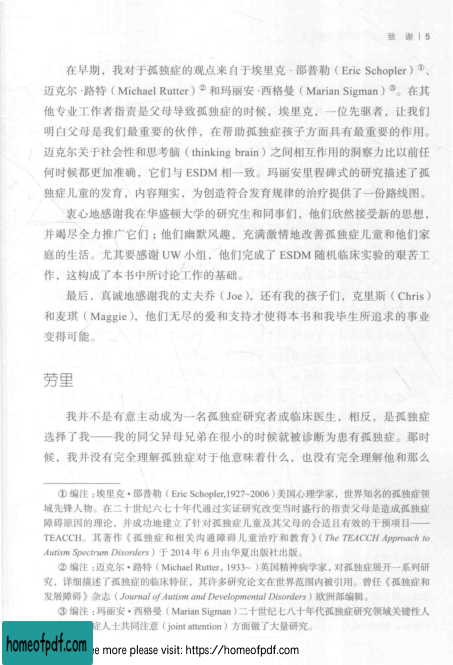 致 谢 | 5
在早期，我对于孤独症的观点来自于埃里克·邵普勒（Eric Schopler）①、
迈克尔·路特（Michael Rutter）② 和玛丽安·西格曼（Marian Sigman）③。在其
他专业工作者指责是父母导致孤独症的时候，埃里克，一位先驱者，让我们
明白父母是我们最重要的伙伴，在帮助孤独症孩子方面具有最重要的作用。
迈克尔关于社会性和思考脑（thinking brain）之间相互作用的洞察力比以前任
何时候都更加准确，它们与 ESDM 相一致。玛丽安里程碑式的研究描述了孤
独症儿童的发育，内容翔实，为创造符合发育规律的治疗提供了一份路线图。
衷心地感谢我在华盛顿大学的研究生和同事们，他们欣然接受新的思想，
并竭尽全力推广它们；他们幽默风趣，充满激情地改善孤独症儿童和他们家
庭的生活。尤其要感谢 UW 小组，他们完成了 ESDM 随机临床实验的艰苦工
作，这构成了本书中所讨论工作的基础。
最后，真诚地感谢我的丈夫乔（Joe），还有我的孩子们，克里斯（Chris）
和麦琪（Maggie），他们无尽的爱和支持才使得本书和我毕生所追求的事业
变得可能。
劳里
我并不是有意主动成为一名孤独症研究者或临床医生，相反，是孤独症
选择了我——我的同父异母兄弟在很小的时候就被诊断为患有孤独症。那时
候，我并没有完全理解孤独症对于他意味着什么，也没有完全理解他和那么
① 编注：埃里克·邵普勒（Eric Schopler,1927~2006）美国心理学家，世界知名的孤独症领
域先锋人物。在二十世纪六七十年代通过实证研究改变当时盛行的指责父母是造成孤独症
障碍原因的理论，并成功地建立了针对孤独症儿童及其父母的合适且有效的干预项目——
TEACCH。其著作《孤独症和相关沟通障碍儿童治疗和教育》（The TEACCH Approach to
Autism Spectrum Disorders）于 2014 年 6 月由华夏出版社出版。
② 编注：迈克尔·路特（Michael Rutter, 1933~ ）英国精神病学家，对孤独症展开一系列研
究，详细描述了孤独症的临床特征，其许多研究论文在世界范围内被引用。曾任《孤独症和
发展障碍》杂志（Journal of Autism and Developmental Disorders）欧洲部编辑。
③ 编注：玛丽安·西格曼（Marian Sigman）二十世纪七八十年代孤独症研究领域关键性人
症人士共同注意（joint attention）方面做了大量研究。
homeofpdf.com
e more please visit: https://homeofpdf.com